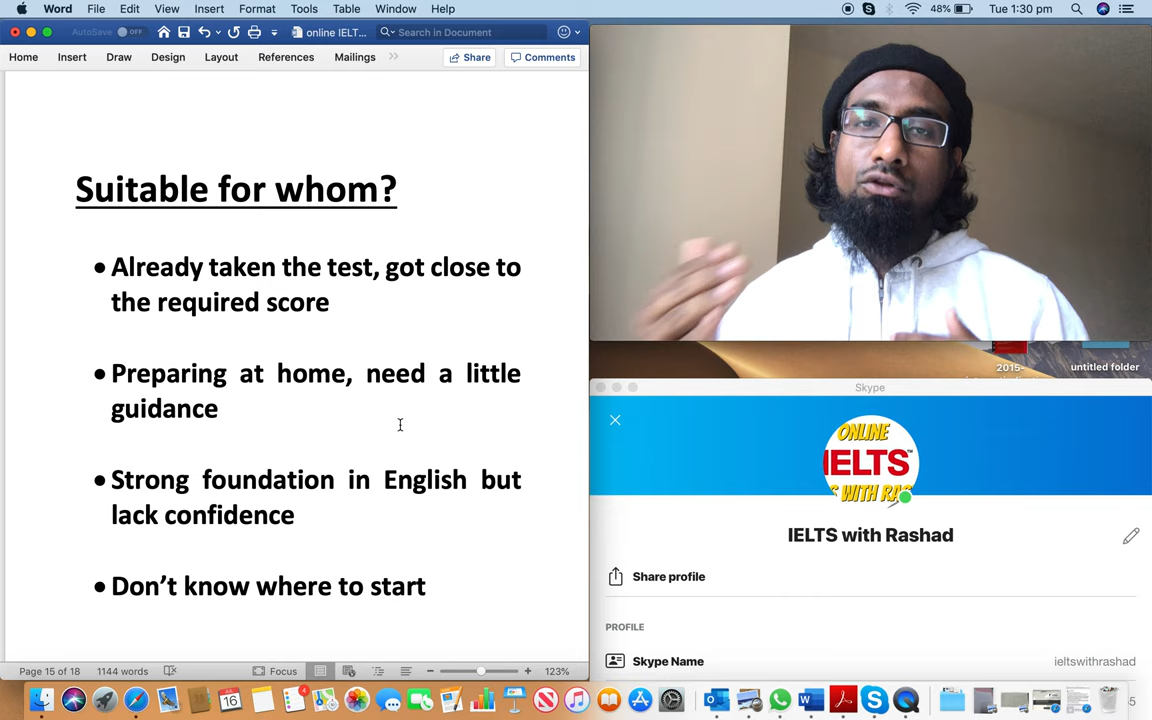 Word File Edit View Insert Format Tools Table Window Help 48% Tue 1:30 pm
AutoSave OFF online IELT... Search in Document
Home Insert Draw Design Layout References Mailings Share Comments
Suitable for whom?
• Already taken the test, got close to
the required score
• Preparing at home, need a little
guidance
• Strong foundation in English but
lack confidence
• Don’t know where to start
Page 15 of 18 1144 words Focus 123%
2015-
untitled folder
Skype
ONLINE
IELTS
IELTS with Rashad
Share profile
PROFILE
Skype Name ieltswithrashad
16